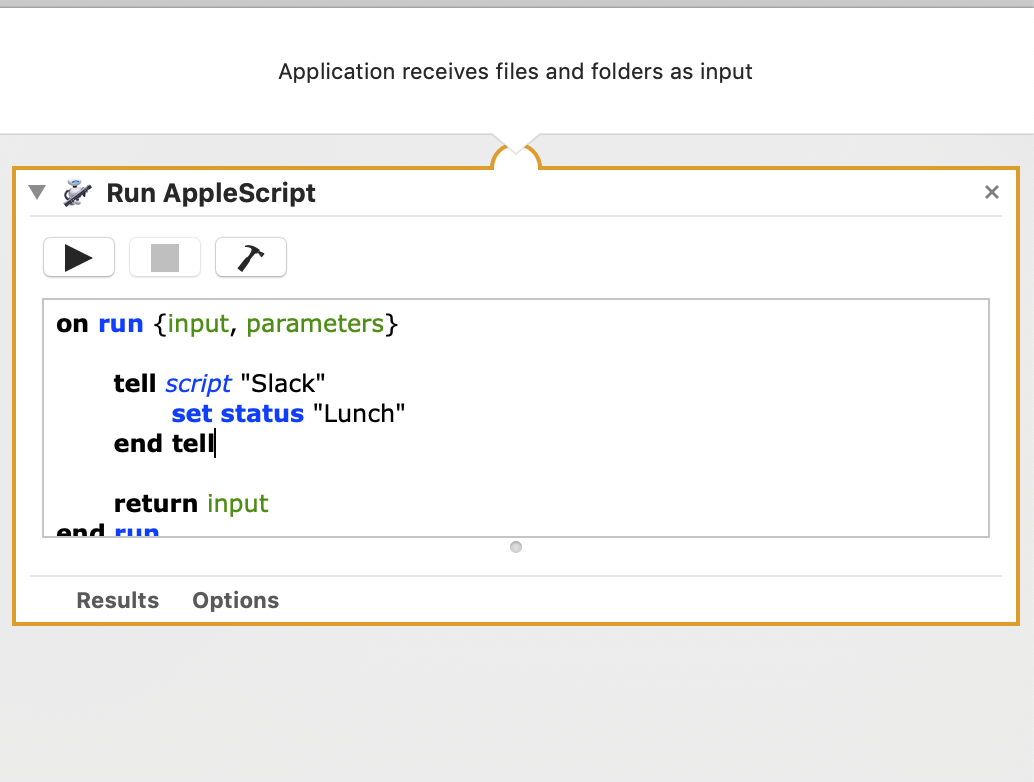 Application receives files and folders as input
Run AppleScript
on run {input, parameters}
tell script "Slack"
set status "Lunch"
end tell
return input
end run
Results Options